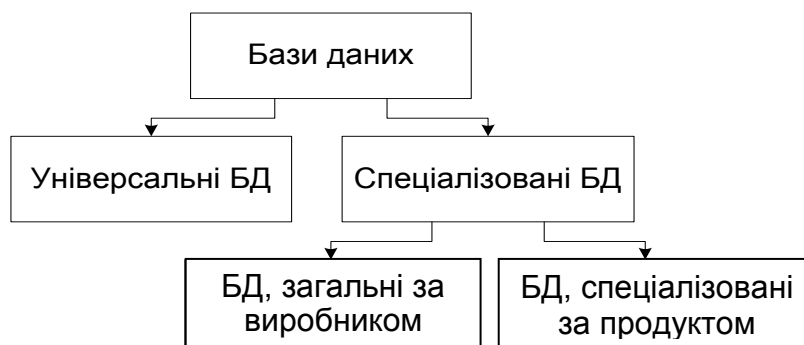 Бази даних
Універсальні БД
Спеціалізовані БД
БД, загальні за
виробником
БД, спеціалізовані
за продуктом